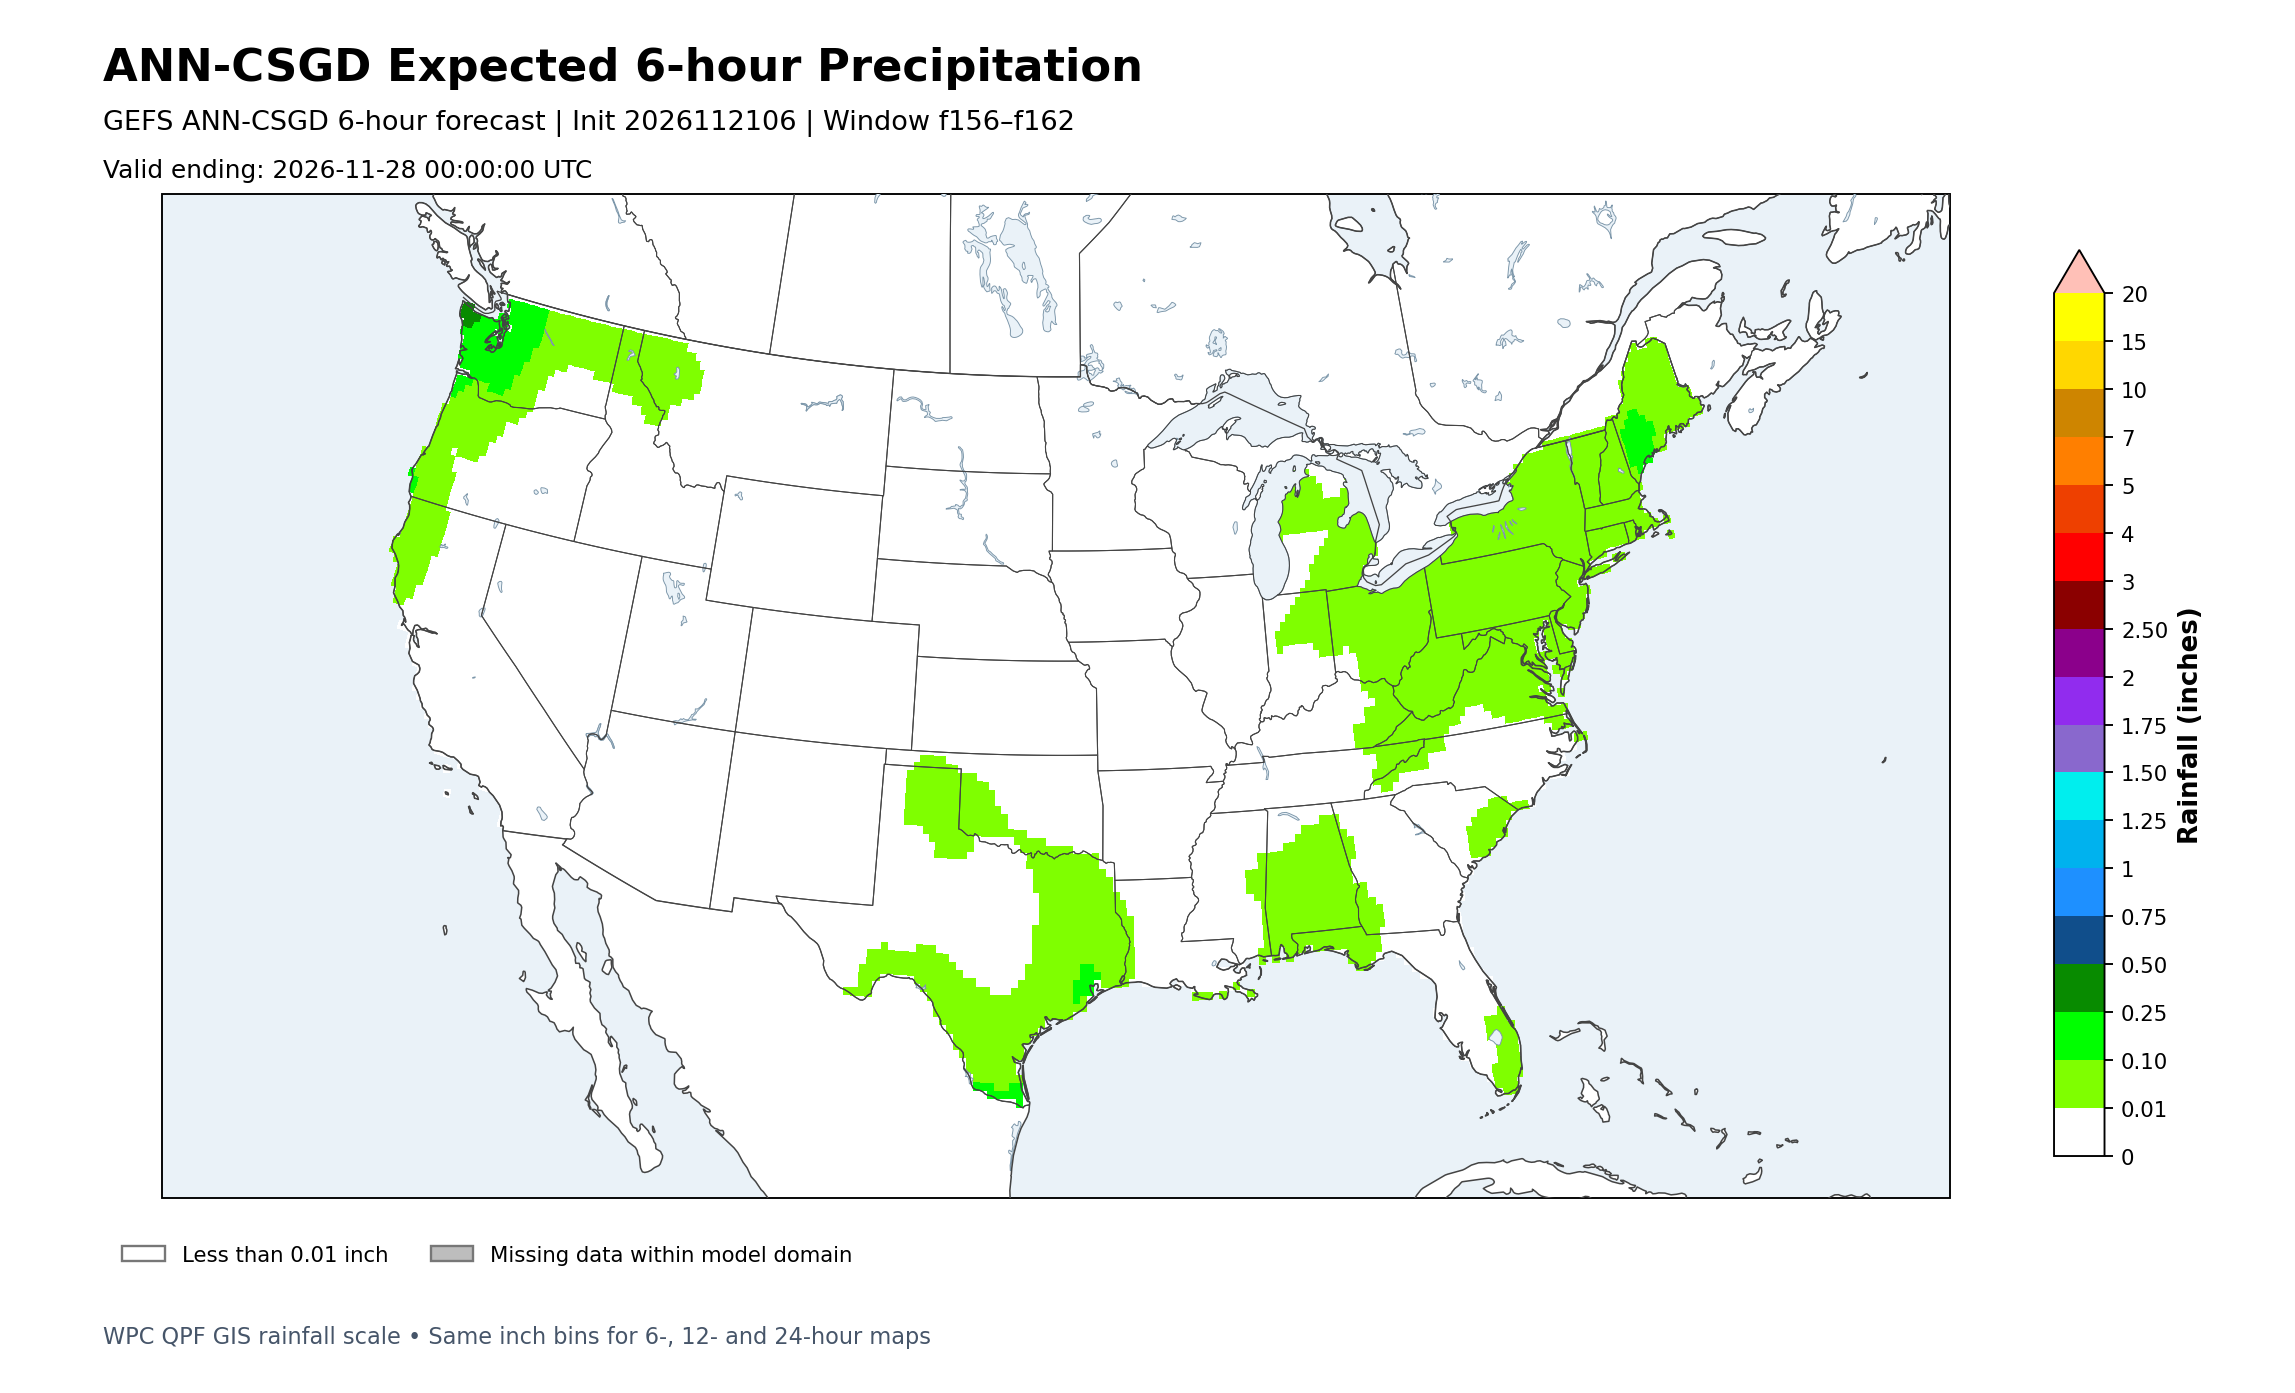 ANN-CSGD Expected 6-hour Precipitation
GEFS ANN-CSGD 6-hour forecast | Init 2026112106 | Window f156–f162
Valid ending: 2026-11-28 00:00:00 UTC
20
15
10
7
5
4
3
2.50
2
1.75
1.50
1.25
1
0.75
0.50
0.25
0.10
0.01
0
Rainfall (inches)
Less than 0.01 inch
Missing data within model domain
WPC QPF GIS rainfall scale • Same inch bins for 6-, 12- and 24-hour maps